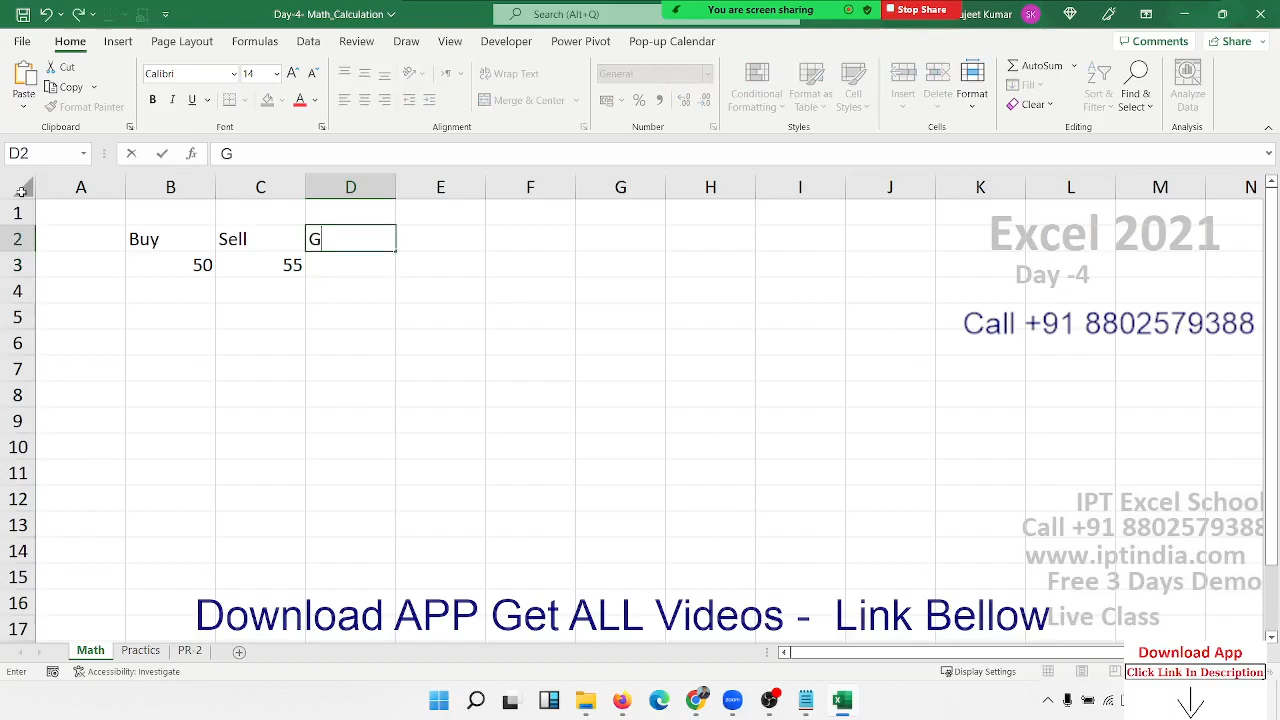 Day-4- Math Calculation
Search (Alt+Q)
You are screen sharing
Stop Share
ujeet Kumar
SK
File Home Insert Page Layout Formulas Data Review Draw View Developer Power Pivot Pop-up Calendar
Comments
Share
Paste
Cut
Copy
Format Painter
Clipboard
Calibri
14
B I U
Font
Wrap Text
Merge & Center
Alignment
General
Number
Conditional Formatting
Format as Table
Cell Styles
Styles
Insert
Delete
Format
Cells
AutoSum
Fill
Clear
Sort & Filter
Find & Select
Editing
Analyze Data
Analysis
D2
fx
G
A B C D E F G H I J K L M N
1
2 Buy Sell G
3 50 55
4
5
6
7
8
9
10
11
12
13
14
15
16
17
Excel 2021
Day -4
Call +91 8802579388
IPT Excel School
Call +91 8802579388
www.iptindia.com
Free 3 Days Demo
Live Class
Download APP Get ALL Videos - Link Bellow
Math Practics PR-2
Download App
Click Link In Description
Enter
Accessibility: Investigate
Display Settings
zoom